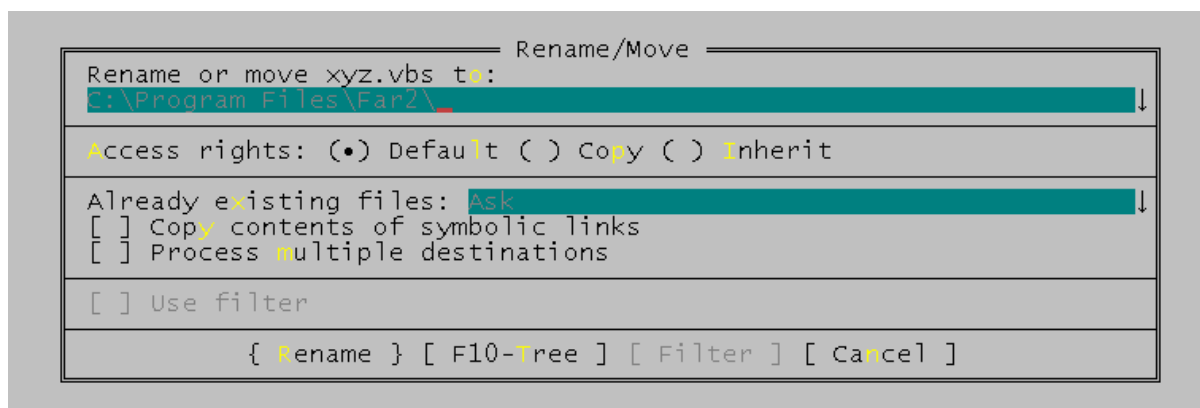 Rename/Move
Rename or move xyz.vbs to:
C:\Program Files\Far2\
Access rights: (•) Default ( ) Copy ( ) Inherit
Already existing files: Ask
[ ] Copy contents of symbolic links
[ ] Process multiple destinations
[ ] Use filter
{ Rename } [ F10-Tree ] [ Filter ] [ Cancel ]